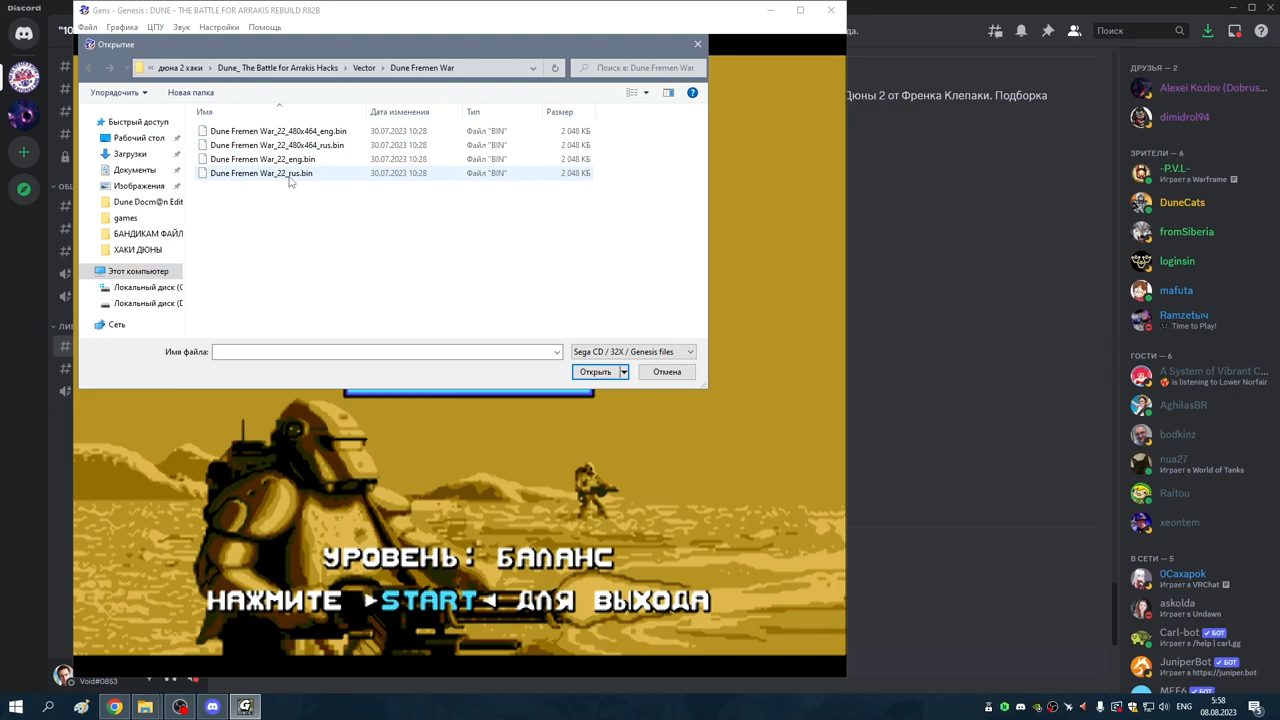 Gens - Genesis : DUNE - THE BATTLE FOR ARRAKIS REBUILD R82B
Файл Графика ЦПУ Звук Настройки Помощь
Открытие
« дюна 2 хаки > Dune_ The Battle for Arrakis Hacks > Vector > Dune Fremen War
Поиск в: Dune Fremen War
Упорядочить Новая папка
Имя Дата изменения Тип Размер
Dune Fremen War_22_480x464_eng.bin 30.07.2023 10:28 Файл "BIN" 2 048 КБ
Dune Fremen War_22_480x464_rus.bin 30.07.2023 10:28 Файл "BIN" 2 048 КБ
Dune Fremen War_22_eng.bin 30.07.2023 10:28 Файл "BIN" 2 048 КБ
Dune Fremen War_22_rus.bin 30.07.2023 10:28 Файл "BIN" 2 048 КБ
Быстрый доступ
Рабочий стол
Загрузки
Документы
Изображения
Dune Docm@n Edit
games
БАНДИКАМ ФАЙЛ
ХАКИ ДЮНЫ
Этот компьютер
Локальный диск (C
Локальный диск (D
Сеть
Имя файла:
Sega CD / 32X / Genesis files
Открыть Отмена
УРОВЕНЬ: БАЛАНС
НАЖМИТЕ ►START◄ ДЛЯ ВЫХОДА
Поиск
Дюны 2 от Френка Клепаки. Подборка
ДРУЗЬЯ — 2
Alexei Kozlov (Dobrus...
dimidrol94
ЗРИТЕЛИ — 6
-P.V.L-
Играет в Warframe
DuneCats
fromSiberia
loginsin
mafuta
Ramzeтыч
Time to Play!
ГОСТИ — 6
A System of Vibrant C...
is listening to Lower Norfair
AghilasBR
bodkinz
nua27
Играет в World of Tanks
Raitou
xeontem
В СЕТИ — 5
0Сахарок
Играет в VRChat
askolda
Играет в Undawn
Carl-bot ✓ БОТ
Играет в /help | carl.gg
JuniperBot ✓ БОТ
Играет в https://juniper.bot
MEE6 БОТ
Void#0853
5:58
08.08.2023